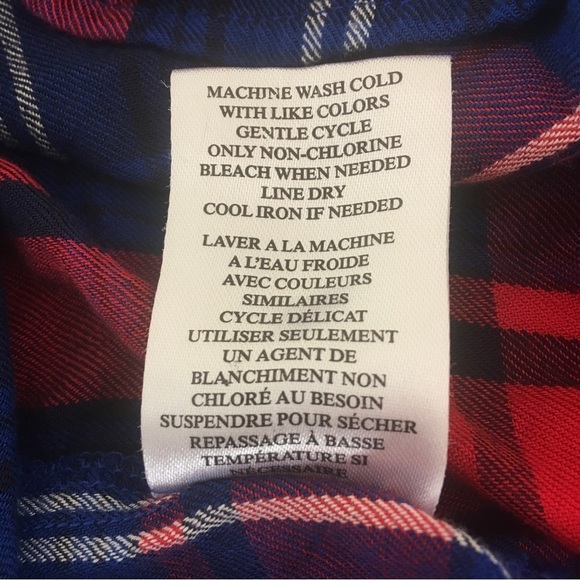 MACHINE WASH COLD
WITH LIKE COLORS
GENTLE CYCLE
ONLY NON-CHLORINE
BLEACH WHEN NEEDED
LINE DRY
COOL IRON IF NEEDED
LAVER A LA MACHINE
A L'EAU FROIDE
AVEC COULEURS
SIMILAIRES
CYCLE DÉLICAT
UTILISER SEULEMENT
UN AGENT DE
BLANCHIMENT NON
CHLORÉ AU BESOIN
SUSPENDRE POUR SÉCHER
REPASSAGE À BASSE
TEMPÉRATURE SI
NÉCESSAIRE